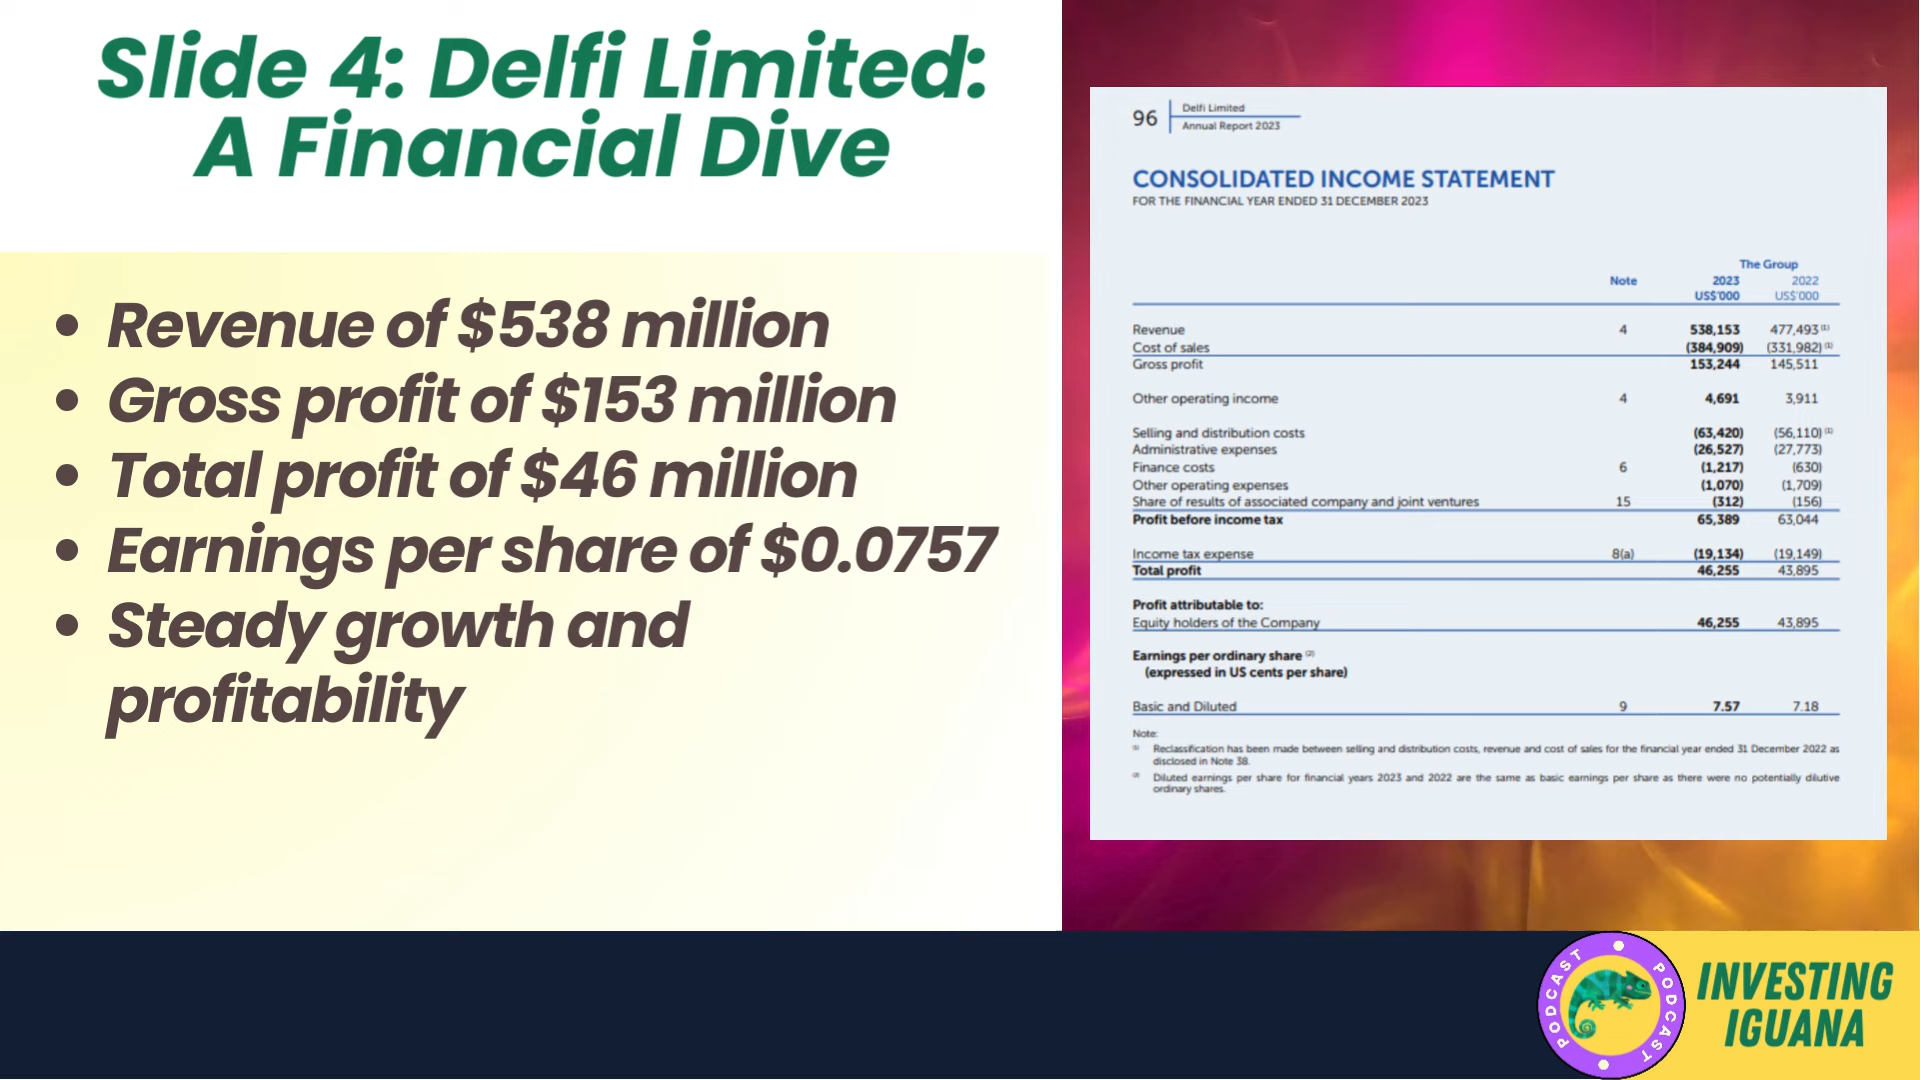 Slide 4: Delfi Limited:
A Financial Dive
• Revenue of $538 million
• Gross profit of $153 million
• Total profit of $46 million
• Earnings per share of $0.0757
• Steady growth and
profitability
96 Delfi Limited
Annual Report 2023
CONSOLIDATED INCOME STATEMENT
FOR THE FINANCIAL YEAR ENDED 31 DECEMBER 2023
The Group
Note 2023 2022
US$'000 US$'000
Revenue 4 538,153 477,493 (1)
Cost of sales (384,909) (331,982) (1)
Gross profit 153,244 145,511
Other operating income 4 4,691 3,911
Selling and distribution costs (63,420) (56,110) (1)
Administrative expenses (26,527) (27,773)
Finance costs 6 (1,217) (630)
Other operating expenses (1,070) (1,709)
Share of results of associated company and joint ventures 15 (312) (156)
Profit before income tax 65,389 63,044
Income tax expense 8(a) (19,134) (19,149)
Total profit 46,255 43,895
Profit attributable to:
Equity holders of the Company 46,255 43,895
Earnings per ordinary share (2)
(expressed in US cents per share)
Basic and Diluted 9 7.57 7.18
Note:
(1) Reclassification has been made between selling and distribution costs, revenue and cost of sales for the financial year ended 31 December 2022 as
disclosed in Note 38.
(2) Diluted earnings per share for financial years 2023 and 2022 are the same as basic earnings per share as there were no potentially dilutive
ordinary shares.
PODCAST PODCAST
INVESTING
IGUANA